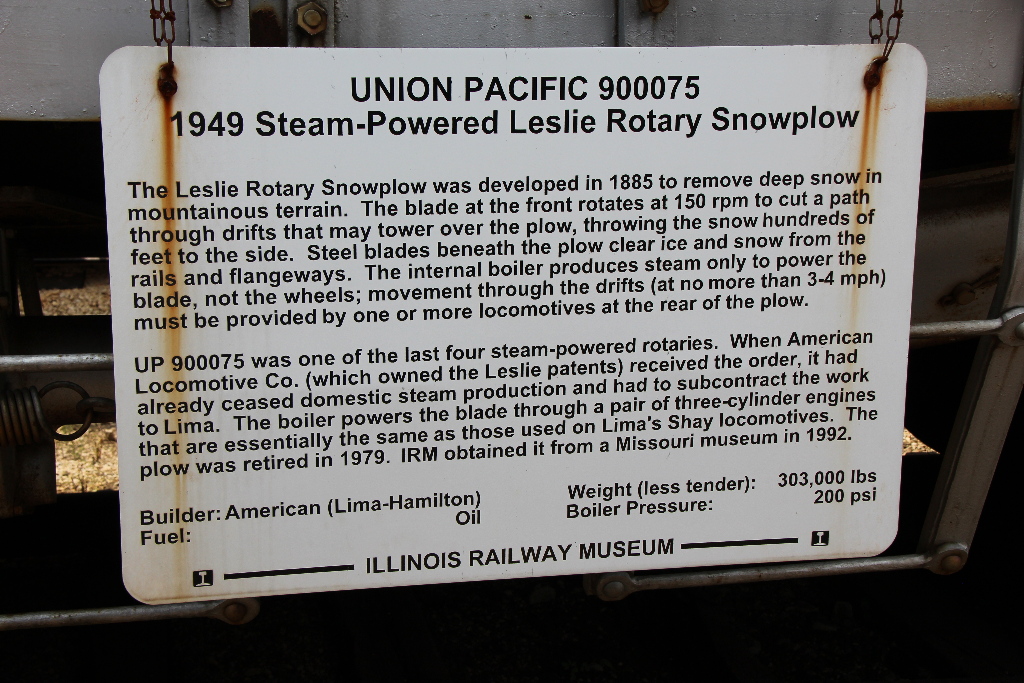 UNION PACIFIC 900075
1949 Steam-Powered Leslie Rotary Snowplow
The Leslie Rotary Snowplow was developed in 1885 to remove deep snow in
mountainous terrain. The blade at the front rotates at 150 rpm to cut a path
through drifts that may tower over the plow, throwing the snow hundreds of
feet to the side. Steel blades beneath the plow clear ice and snow from the
rails and flangeways. The internal boiler produces steam only to power the
blade, not the wheels; movement through the drifts (at no more than 3-4 mph)
must be provided by one or more locomotives at the rear of the plow.
UP 900075 was one of the last four steam-powered rotaries. When American
Locomotive Co. (which owned the Leslie patents) received the order, it had
already ceased domestic steam production and had to subcontract the work
to Lima. The boiler powers the blade through a pair of three-cylinder engines
that are essentially the same as those used on Lima's Shay locomotives. The
plow was retired in 1979. IRM obtained it from a Missouri museum in 1992.
Builder: American (Lima-Hamilton) Weight (less tender): 303,000 lbs
Fuel: Oil Boiler Pressure: 200 psi
I ILLINOIS RAILWAY MUSEUM I